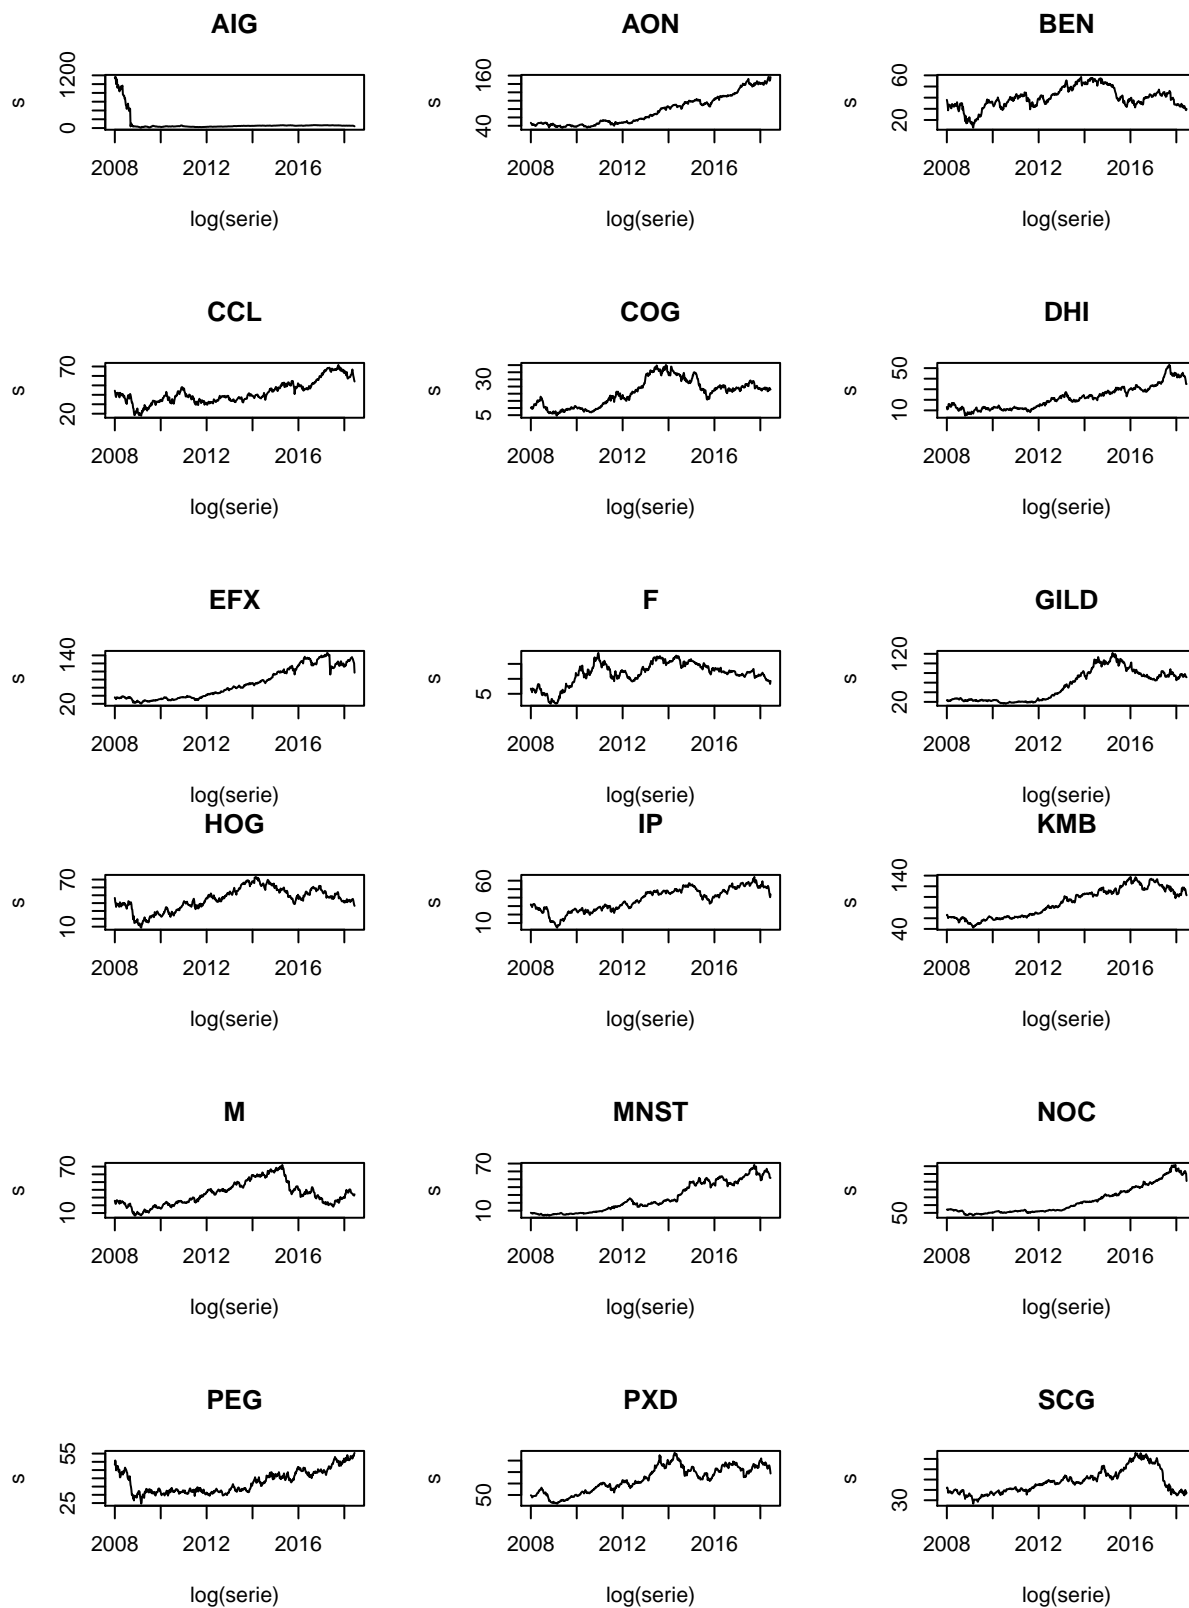 AIG AON BEN
s 1200 0 s 160 40 s 60 20
2008 2012 2016 2008 2012 2016 2008 2012 2016
log(serie) log(serie) log(serie)
CCL COG DHI
s 70 20 s 30 5 s 50 10
2008 2012 2016 2008 2012 2016 2008 2012 2016
log(serie) log(serie) log(serie)
EFX F GILD
s 140 20 s 5 s 120 20
2008 2012 2016 2008 2012 2016 2008 2012 2016
log(serie) log(serie) log(serie)
HOG IP KMB
s 70 10 s 60 10 s 140 40
2008 2012 2016 2008 2012 2016 2008 2012 2016
log(serie) log(serie) log(serie)
M MNST NOC
s 70 10 s 70 10 s 50
2008 2012 2016 2008 2012 2016 2008 2012 2016
log(serie) log(serie) log(serie)
PEG PXD SCG
s 55 25 s 50 s 30
2008 2012 2016 2008 2012 2016 2008 2012 2016
log(serie) log(serie) log(serie)